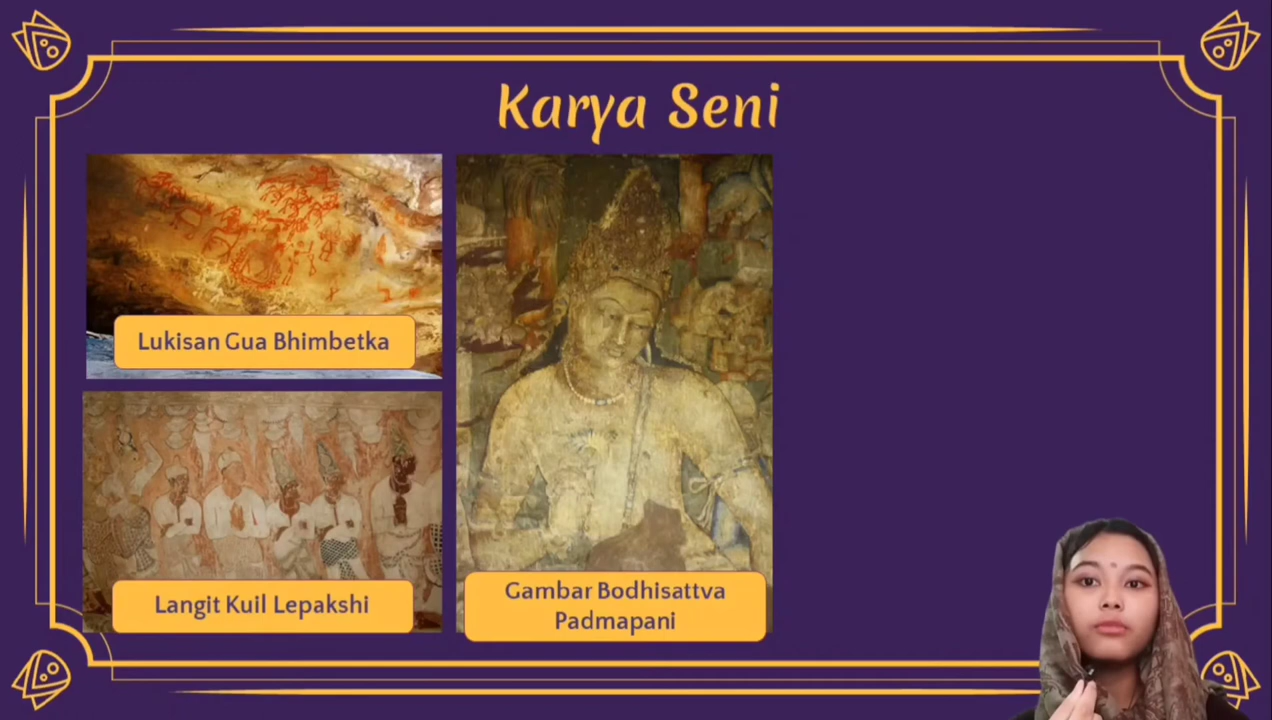 Karya Seni
Lukisan Gua Bhimbetka
Langit Kuil Lepakshi
Gambar Bodhisattva
Padmapani